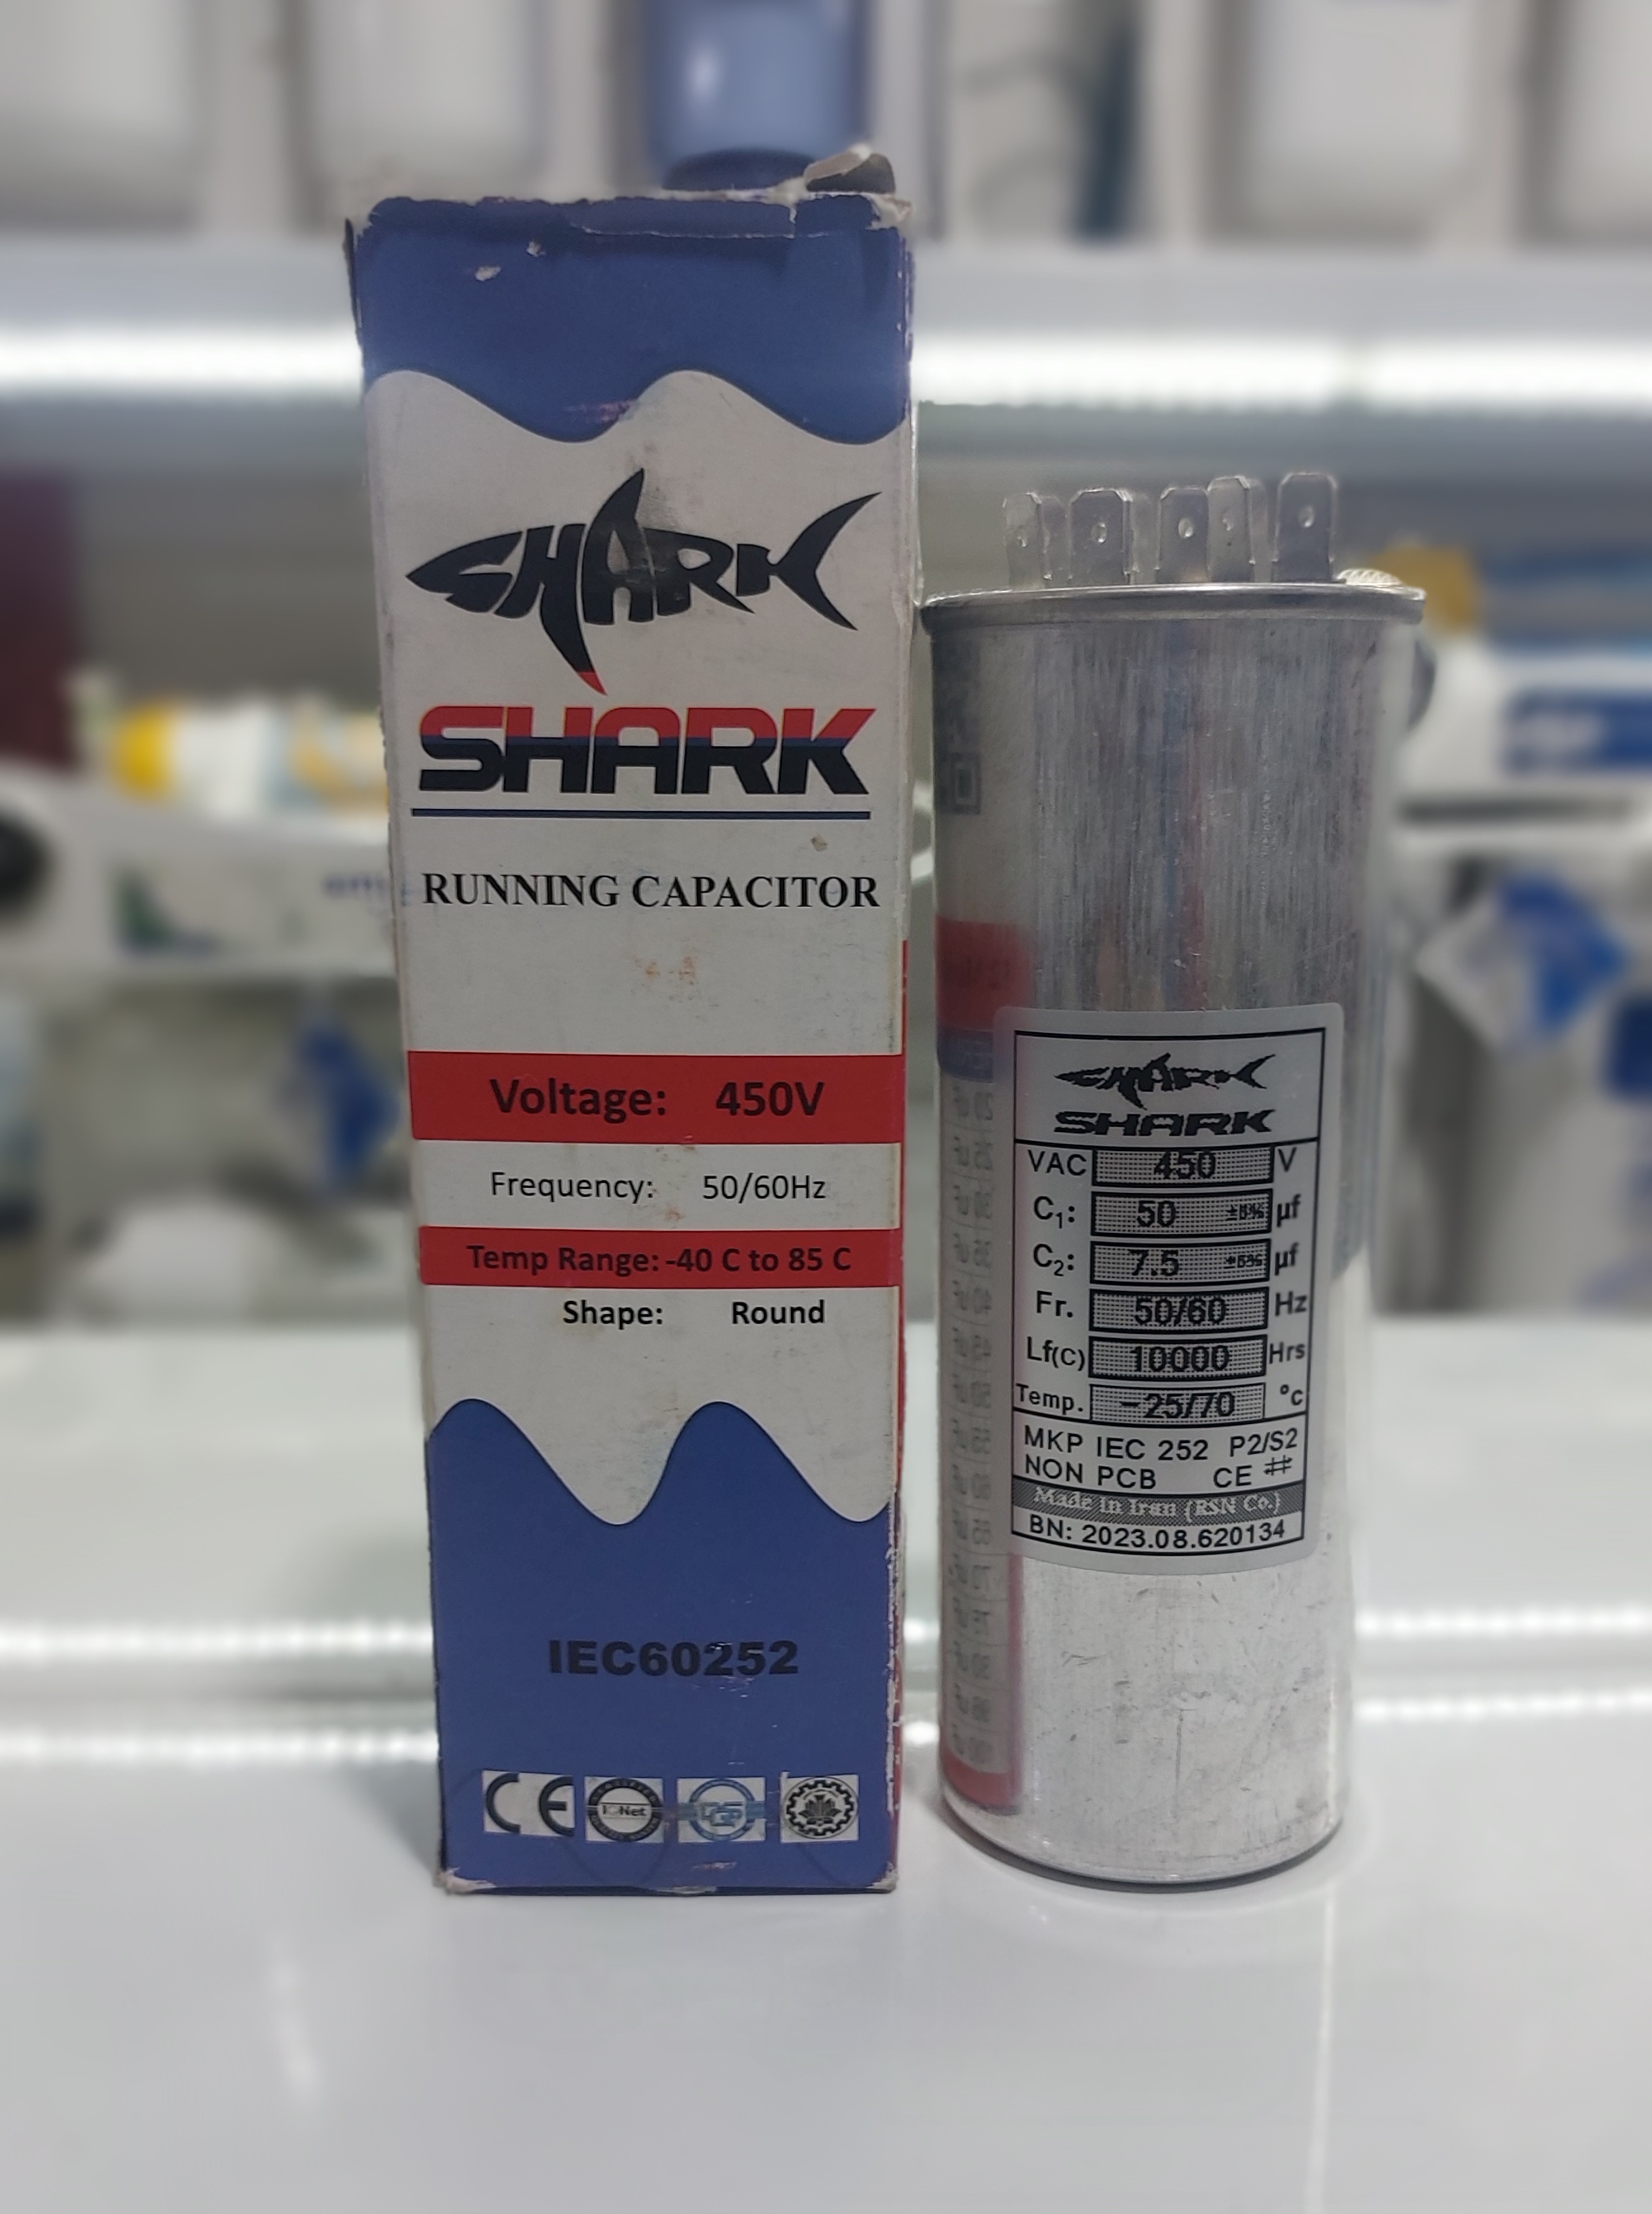 SHARK
SHARK
RUNNING CAPACITOR
Voltage: 450V
Frequency: 50/60Hz
Temp Range: -40 C to 85 C
Shape: Round
IEC60252
CE IQNet
SHARK
SHARK
VAC 450 V
C1: 50 ±5% µf
C2: 7.5 ±5% µf
Fr. 50/60 Hz
Lf(C) 10000 Hrs
Temp. -25/70 °c
MKP IEC 252 P2/S2
NON PCB CE #
Made in Iran (RSN Co.)
BN: 2023.08.620134